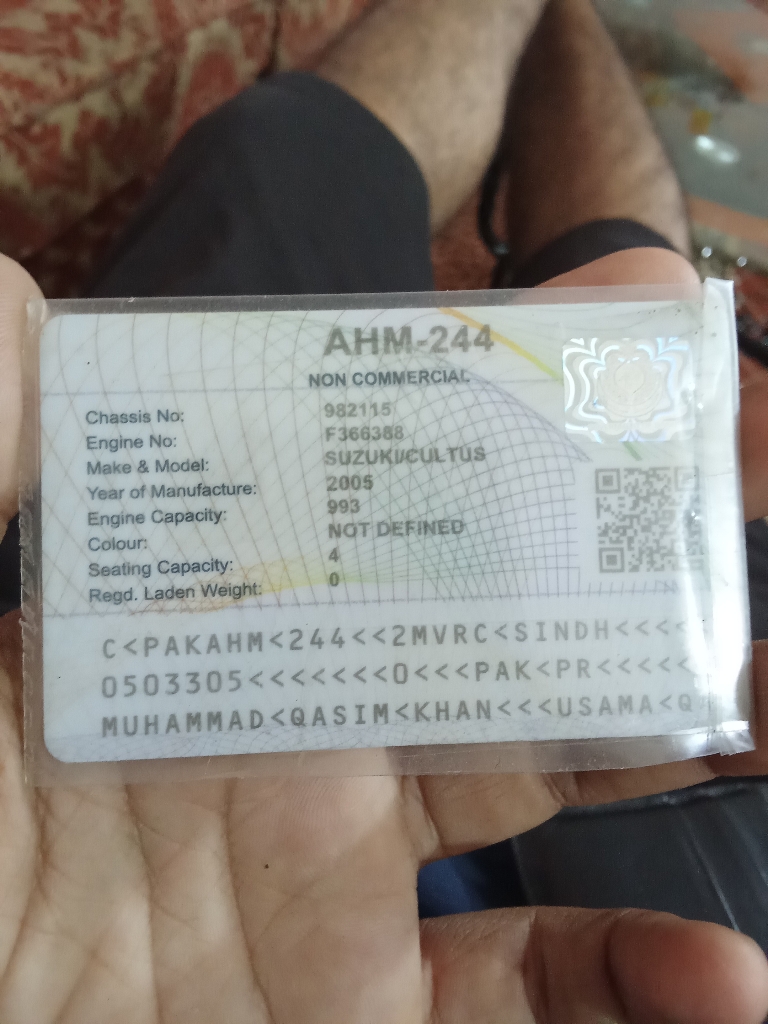 AHM-244
NON COMMERCIAL
Chassis No: 982115
Engine No: F366388
Make & Model: SUZUKI/CULTUS
Year of Manufacture: 2005
Engine Capacity: 993
Colour: NOT DEFINED
Seating Capacity: 4
Regd. Laden Weight: 0
C<PAKAHM<244<<2MVRC<SINDH<<<<
0503305<<<<<<<0<<<PAK<PR<<<<<
MUHAMMAD<QASIM<KHAN<<<USAMA<Q